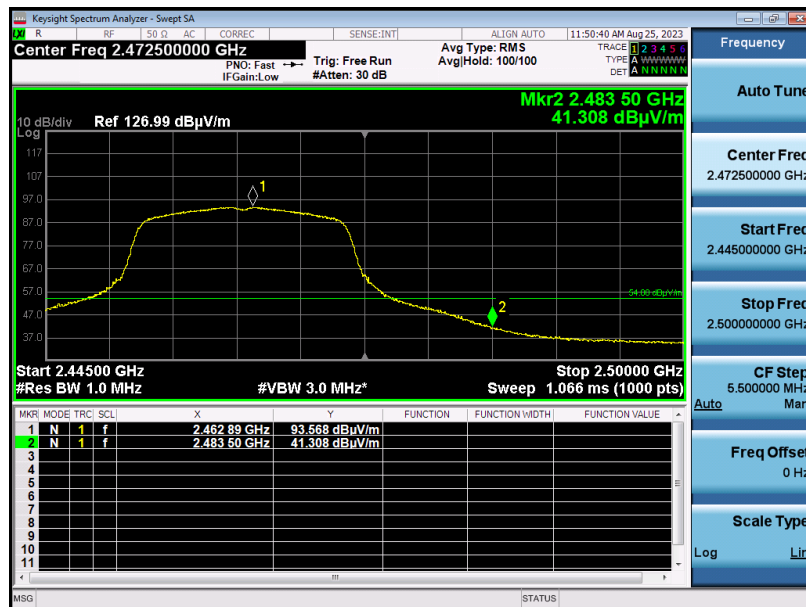 Keysight Spectrum Analyzer - Swept SA
LXI R RF 50 Ω AC CORREC SENSE:INT ALIGN AUTO 11:50:40 AM Aug 25, 2023
Center Freq 2.472500000 GHz
PNO: Fast
IFGain:Low
Trig: Free Run
#Atten: 30 dB
Avg Type: RMS
Avg|Hold: 100/100
TRACE 1 2 3 4 5 6
TYPE A WWWWW
DET A N N N N N
Mkr2 2.483 50 GHz
41.308 dBµV/m
10 dB/div Ref 126.99 dBµV/m
Log
117
107
97.0
87.0
77.0
67.0
57.0
47.0
37.0
1
2
54.00 dBµV/m
Start 2.44500 GHz Stop 2.50000 GHz
#Res BW 1.0 MHz #VBW 3.0 MHz* Sweep 1.066 ms (1000 pts)
MKR MODE TRC SCL X Y FUNCTION FUNCTION WIDTH FUNCTION VALUE
1 N 1 f 2.462 89 GHz 93.568 dBµV/m
2 N 1 f 2.483 50 GHz 41.308 dBµV/m
3
4
5
6
7
8
9
10
11
MSG STATUS
Frequency
Auto Tune
Center Freq
2.472500000 GHz
Start Freq
2.445000000 GHz
Stop Freq
2.500000000 GHz
CF Step
5.500000 MHz
Auto Man
Freq Offset
0 Hz
Scale Type
Log Lin